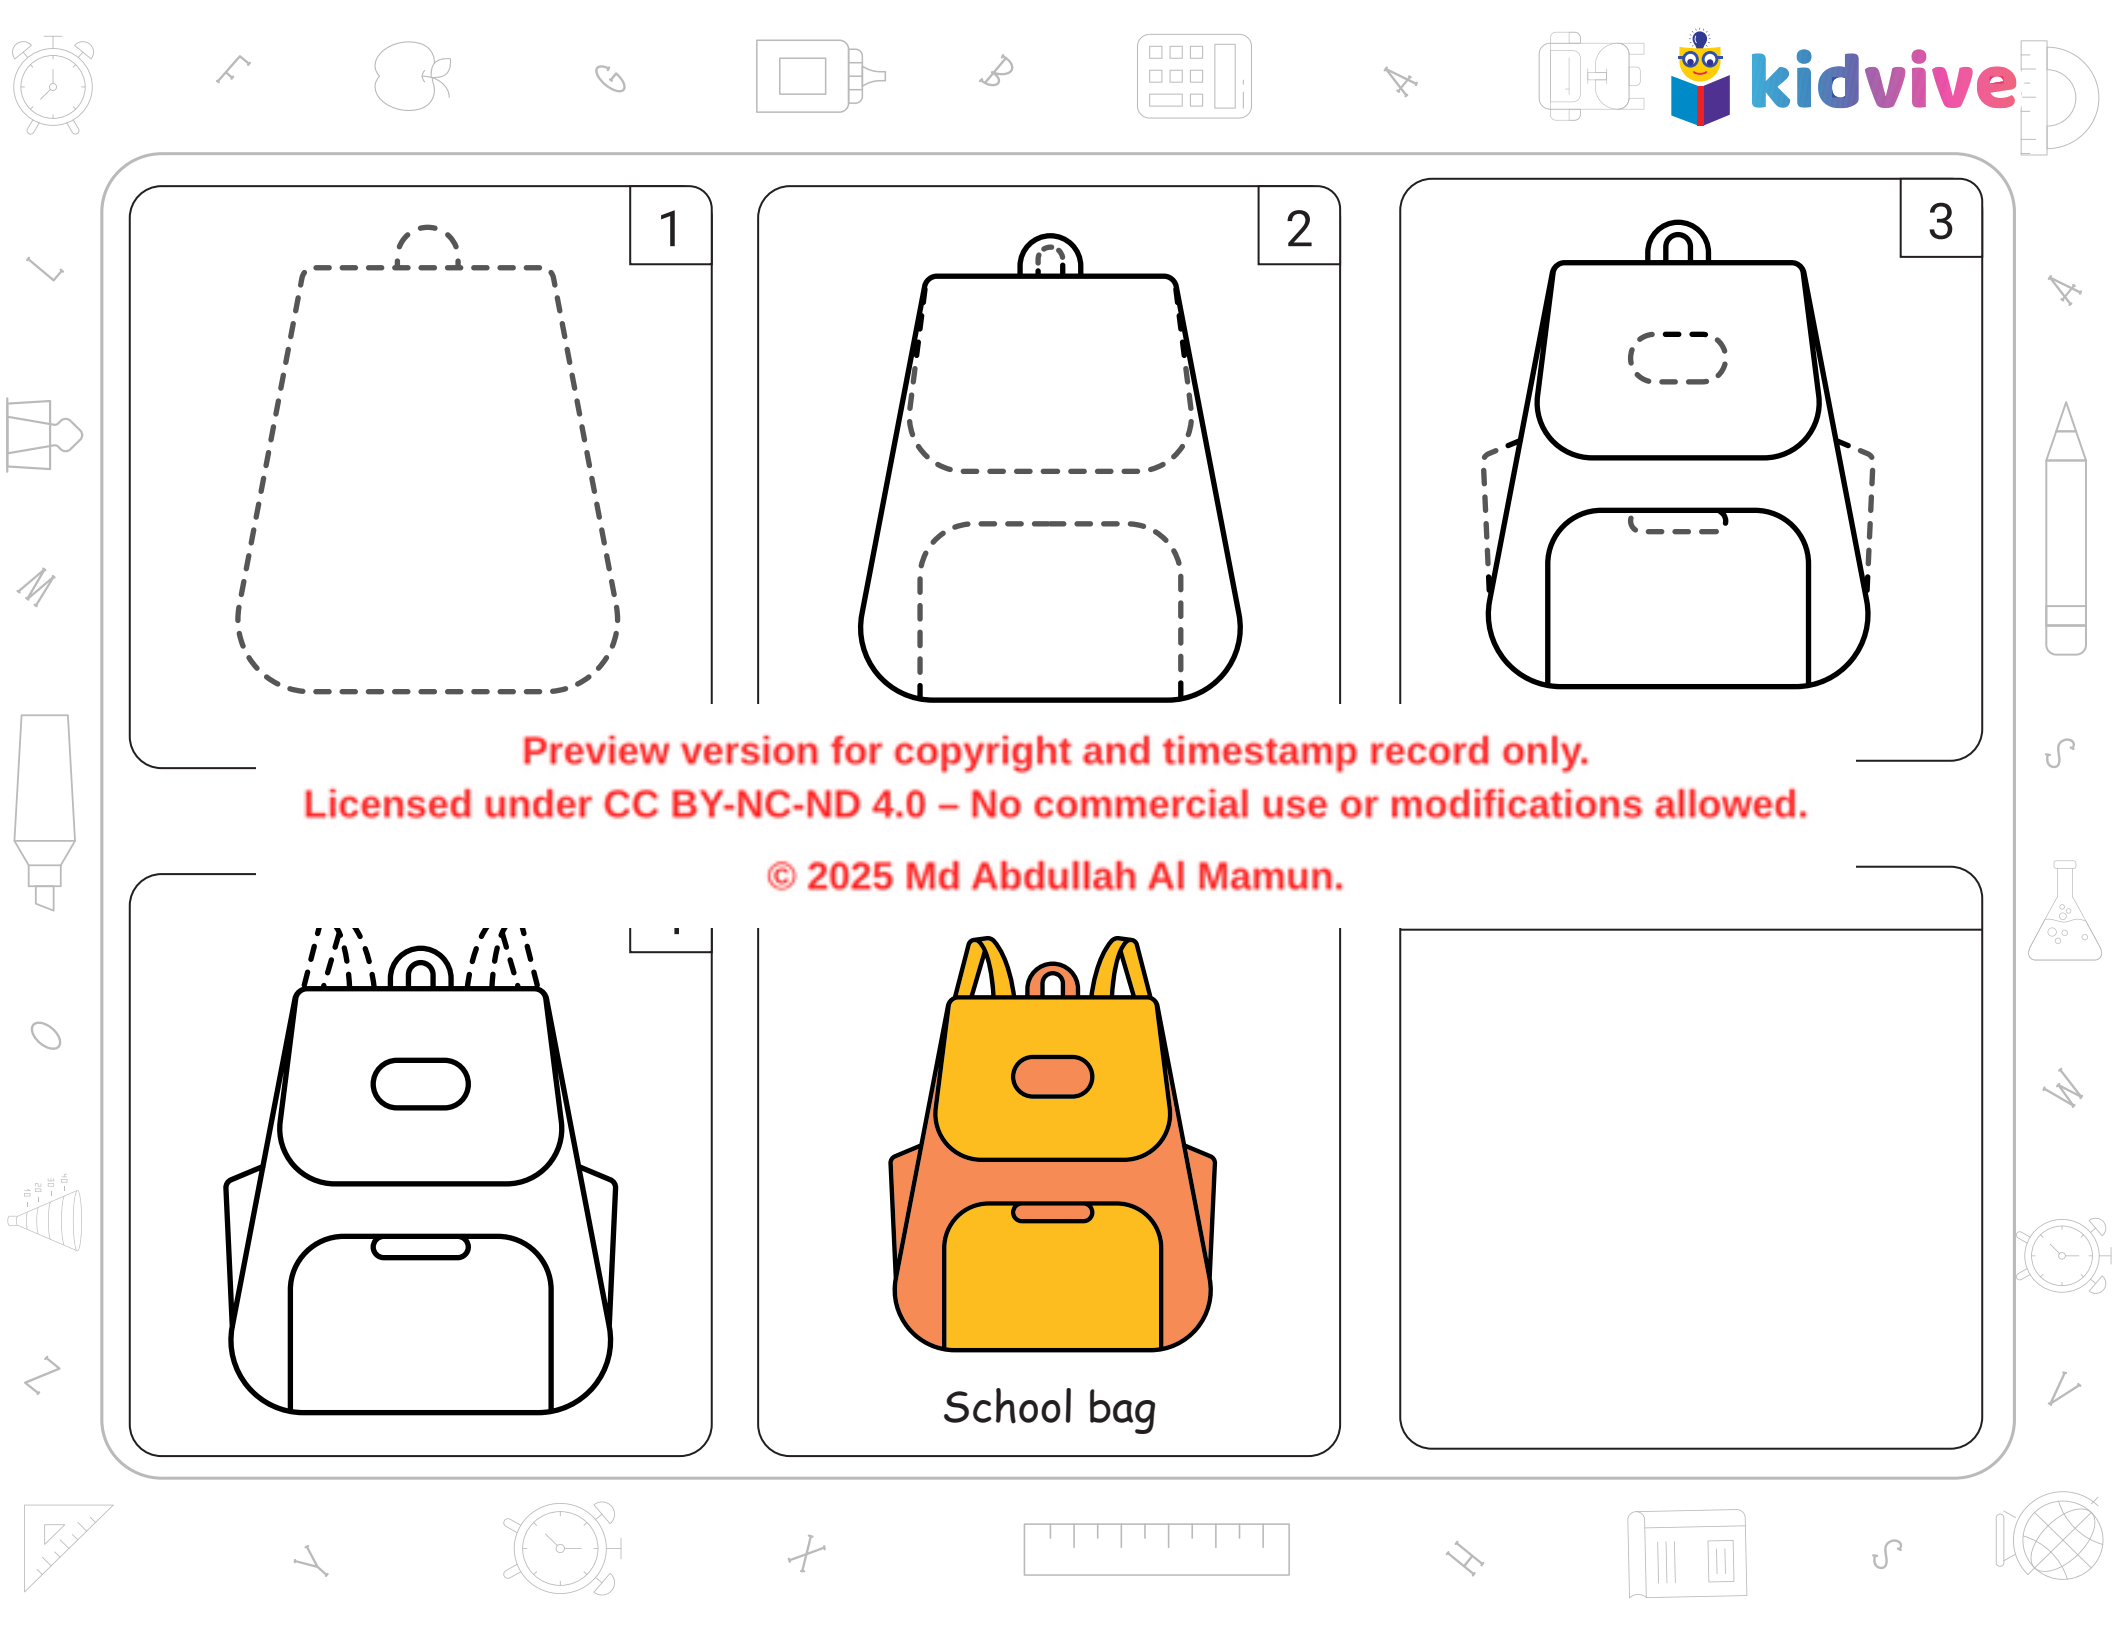 F G B A
kidvive
1
2
3
L
A
M
S
Preview version for copyright and timestamp record only.
Licensed under CC BY-NC-ND 4.0 – No commercial use or modifications allowed.
© 2025 Md Abdullah Al Mamun.
O
W
Z
V
School bag
Y X H S